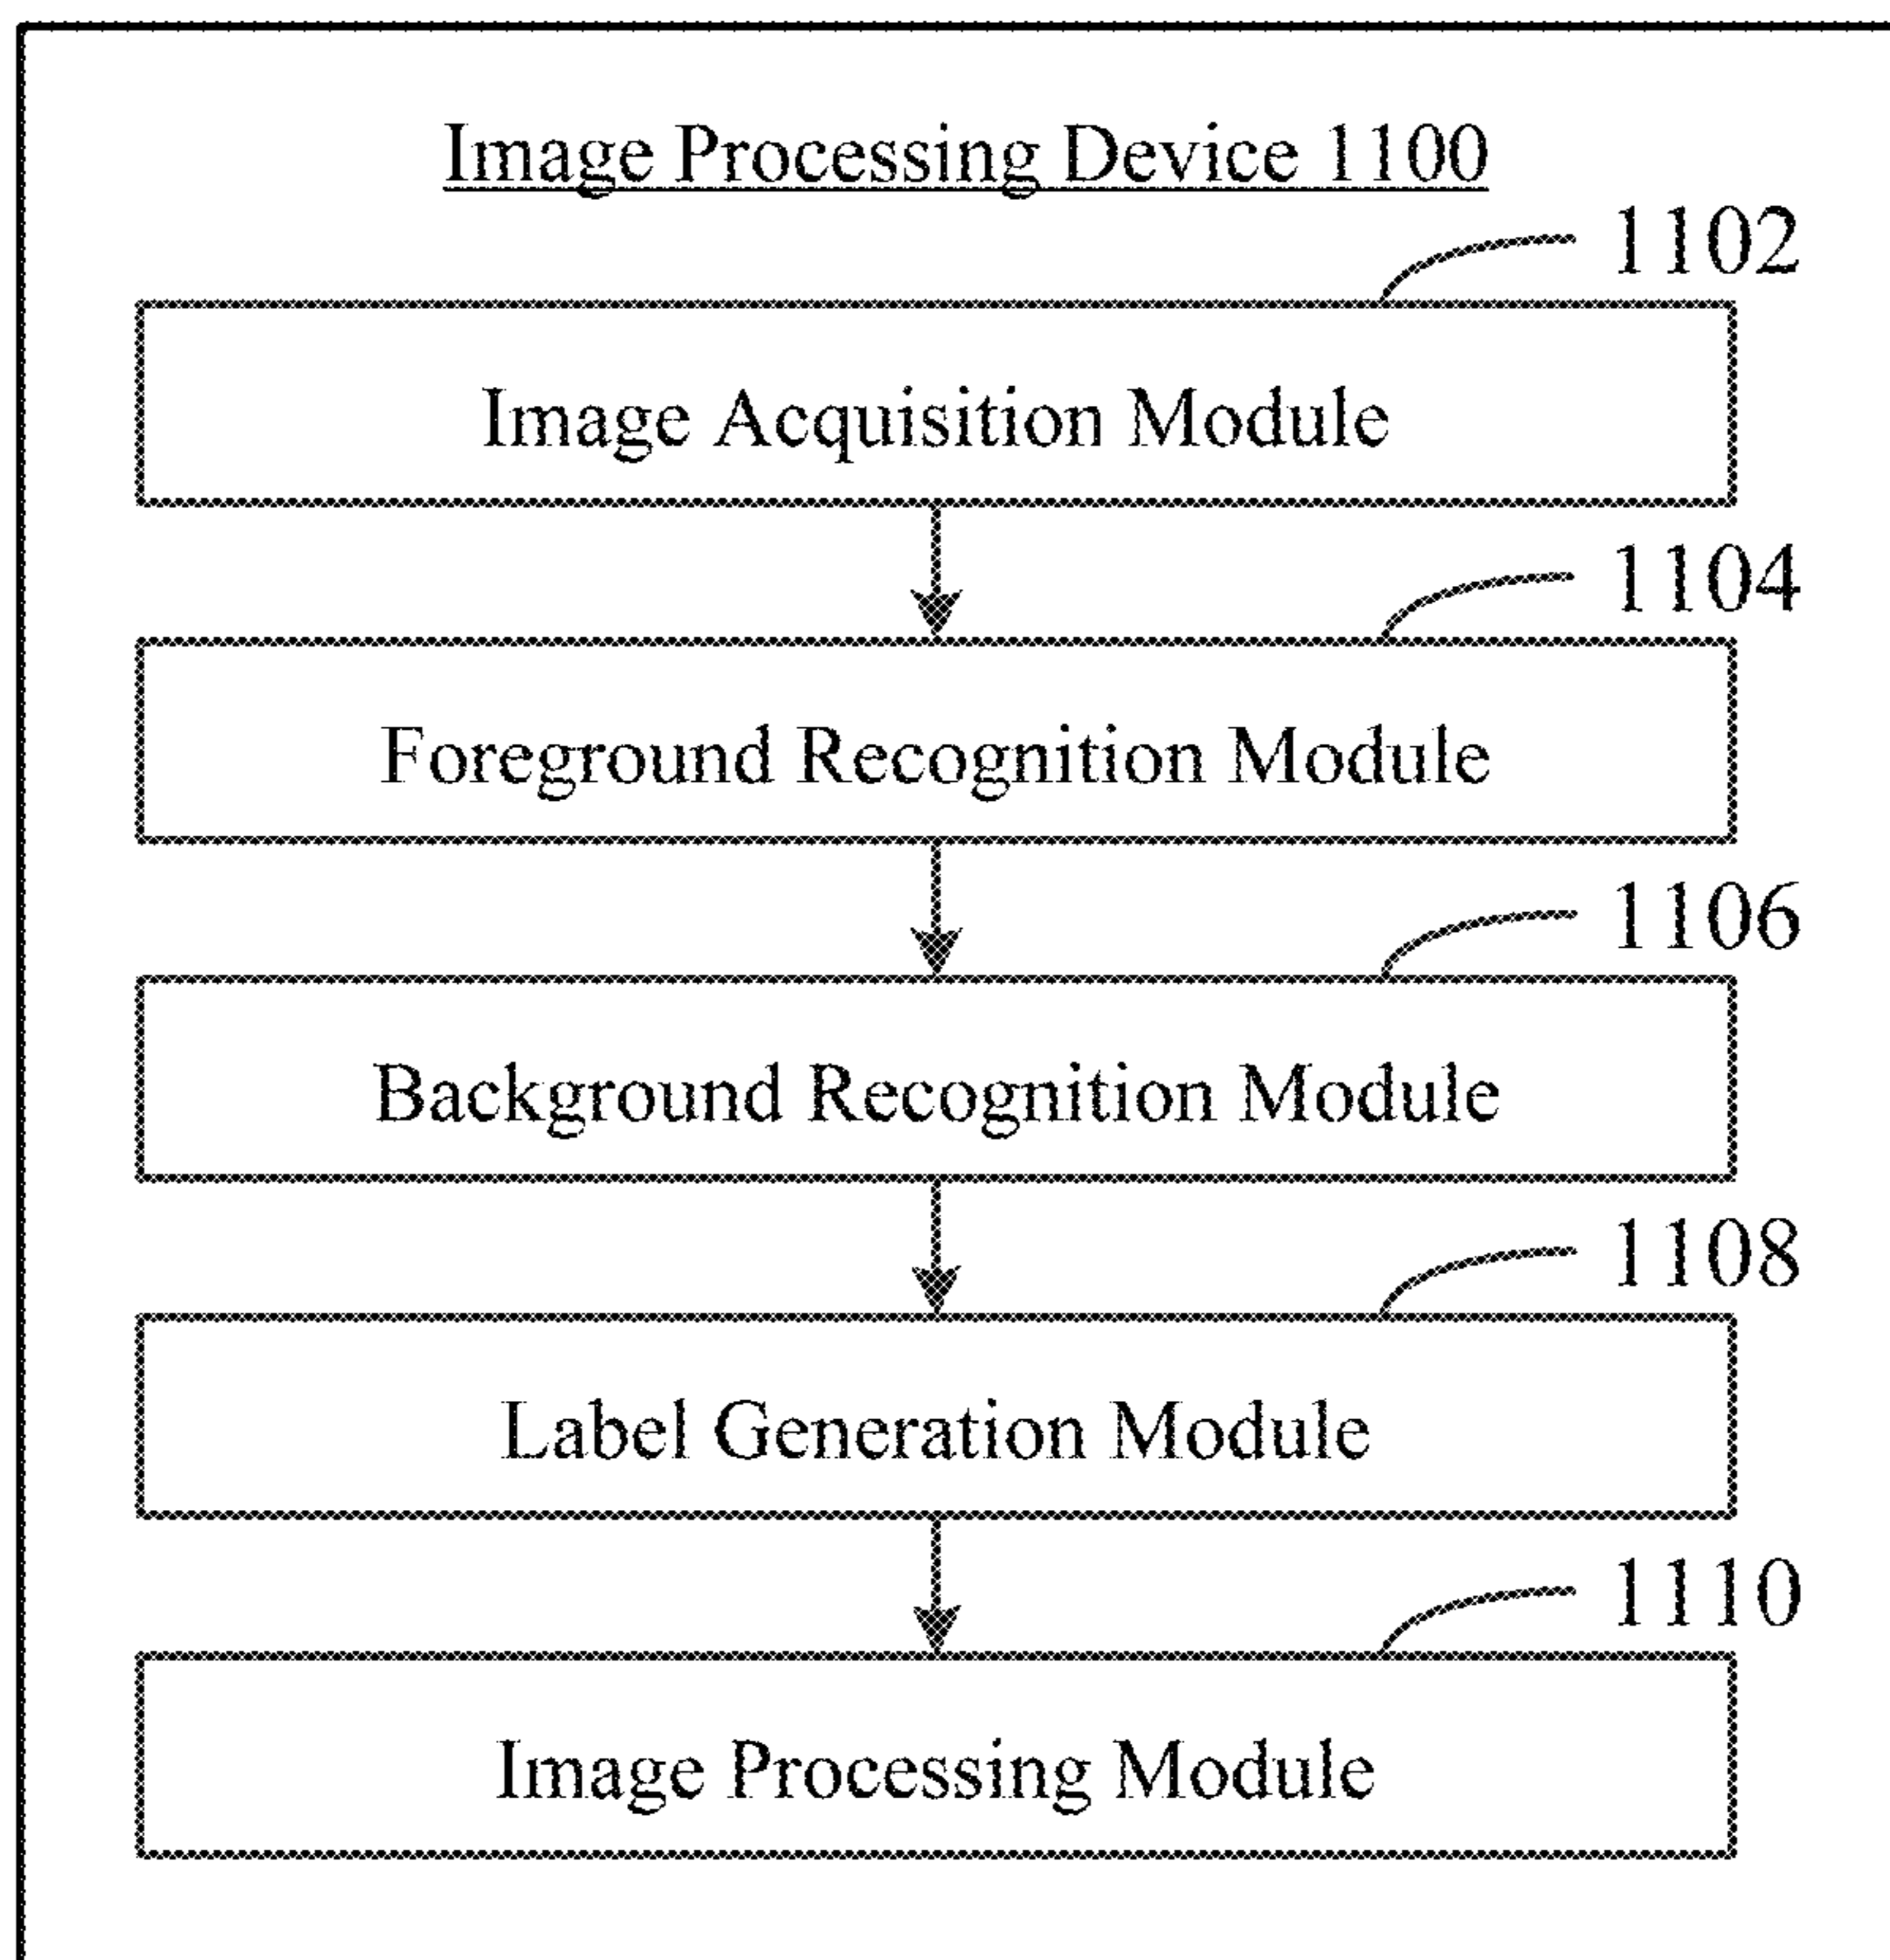 Image Processing Device 1100
1102
Image Acquisition Module
1104
Foreground Recognition Module
1106
Background Recognition Module
1108
Label Generation Module
1110
Image Processing Module